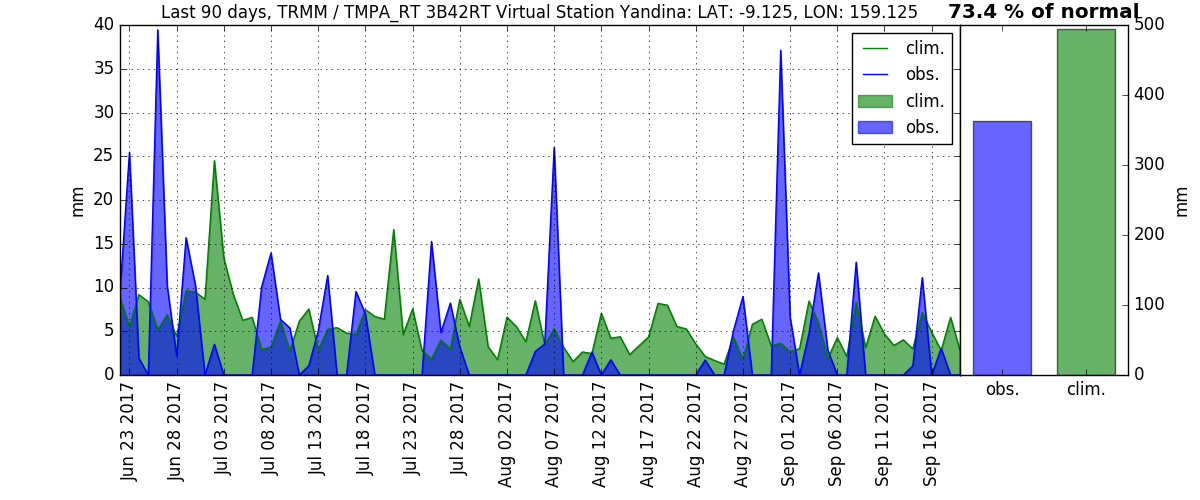 Last 90 days, TRMM / TMPA_RT 3B42RT Virtual Station Yandina: LAT: -9.125, LON: 159.125
73.4 % of normal
40
35
30
25
20
15
10
5
0
mm
clim.
obs.
clim.
obs.
500
400
300
200
100
0
mm
obs.
clim.
Jun 23 2017
Jun 28 2017
Jul 03 2017
Jul 08 2017
Jul 13 2017
Jul 18 2017
Jul 23 2017
Jul 28 2017
Aug 02 2017
Aug 07 2017
Aug 12 2017
Aug 17 2017
Aug 22 2017
Aug 27 2017
Sep 01 2017
Sep 06 2017
Sep 11 2017
Sep 16 2017